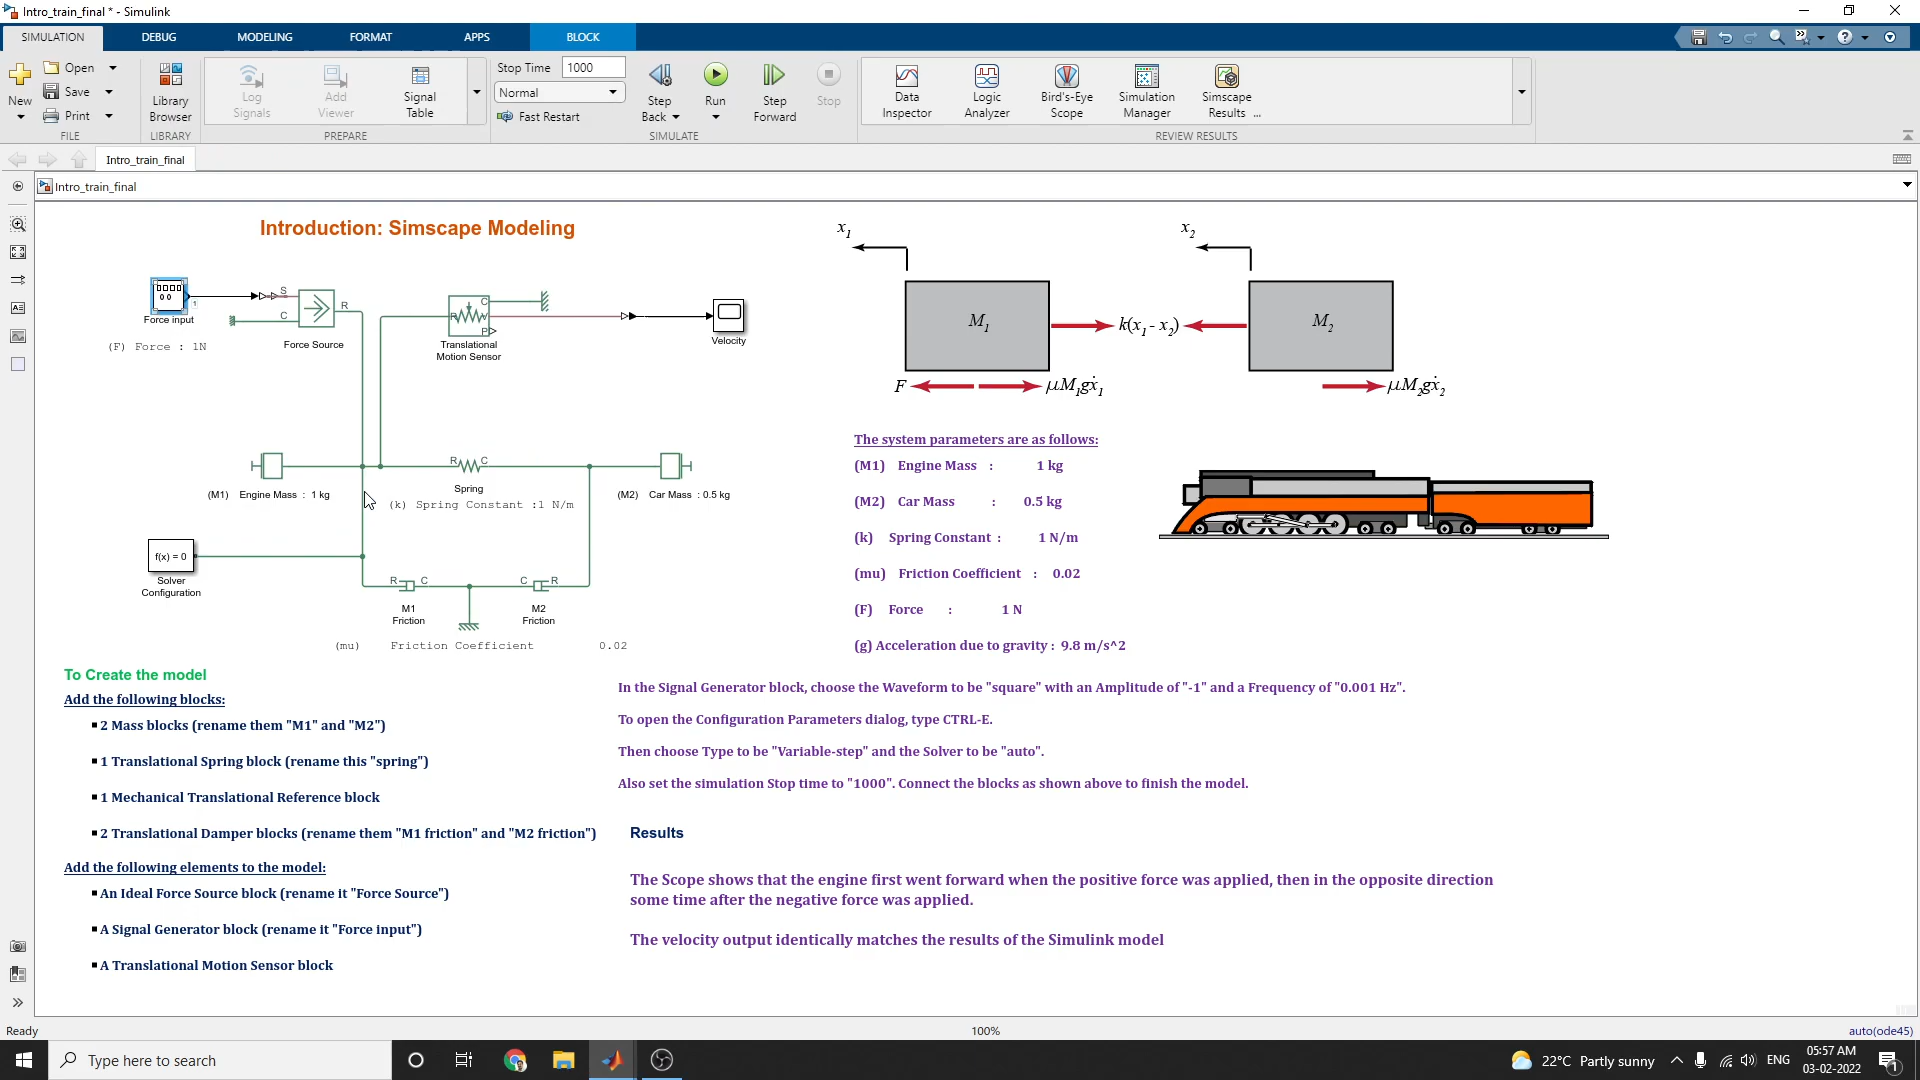 Intro_train_final * - Simulink
SIMULATION DEBUG MODELING FORMAT APPS BLOCK
New
Open
Save
Print
FILE
Library
Browser
LIBRARY
Log
Signals
Add
Viewer
Signal
Table
PREPARE
Stop Time 1000
Normal
Fast Restart
Step
Back
Run
Step
Forward
Stop
SIMULATE
Data
Inspector
Logic
Analyzer
Bird's-Eye
Scope
Simulation
Manager
Simscape
Results ...
REVIEW RESULTS
Intro_train_final
Intro_train_final
Introduction: Simscape Modeling
Force input
1
(F) Force : 1N
S
C
R
Force Source
R
C
V
P
Translational
Motion Sensor
Velocity
(M1) Engine Mass : 1 kg
R C
Spring
(k) Spring Constant :1 N/m
(M2) Car Mass : 0.5 kg
f(x) = 0
Solver
Configuration
R C
M1
Friction
C R
M2
Friction
(mu) Friction Coefficient 0.02
x1
x2
M1
k(x1 - x2)
M2
F
μM1gẋ1
μM2gẋ2
The system parameters are as follows:
(M1) Engine Mass : 1 kg
(M2) Car Mass : 0.5 kg
(k) Spring Constant : 1 N/m
(mu) Friction Coefficient : 0.02
(F) Force : 1 N
(g) Acceleration due to gravity : 9.8 m/s^2
To Create the model
Add the following blocks:
▪ 2 Mass blocks (rename them "M1" and "M2")
▪ 1 Translational Spring block (rename this "spring")
▪ 1 Mechanical Translational Reference block
▪ 2 Translational Damper blocks (rename them "M1 friction" and "M2 friction")
Add the following elements to the model:
▪ An Ideal Force Source block (rename it "Force Source")
▪ A Signal Generator block (rename it "Force input")
▪ A Translational Motion Sensor block
In the Signal Generator block, choose the Waveform to be "square" with an Amplitude of "-1" and a Frequency of "0.001 Hz".
To open the Configuration Parameters dialog, type CTRL-E.
Then choose Type to be "Variable-step" and the Solver to be "auto".
Also set the simulation Stop time to "1000". Connect the blocks as shown above to finish the model.
Results
The Scope shows that the engine first went forward when the positive force was applied, then in the opposite direction
some time after the negative force was applied.
The velocity output identically matches the results of the Simulink model
Ready
100%
auto(ode45)
Type here to search
22°C Partly sunny
ENG
05:57 AM
03-02-2022
1